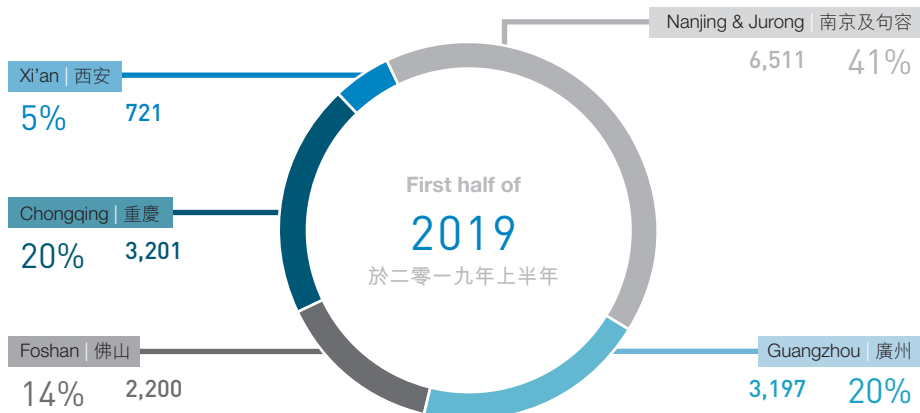 Nanjing & Jurong | 南京及句容
6,511 41%
Xi'an | 西安
5% 721
First half of
2019
於二零一九年上半年
Chongqing | 重慶
20% 3,201
Foshan | 佛山
14% 2,200
Guangzhou | 廣州
3,197 20%